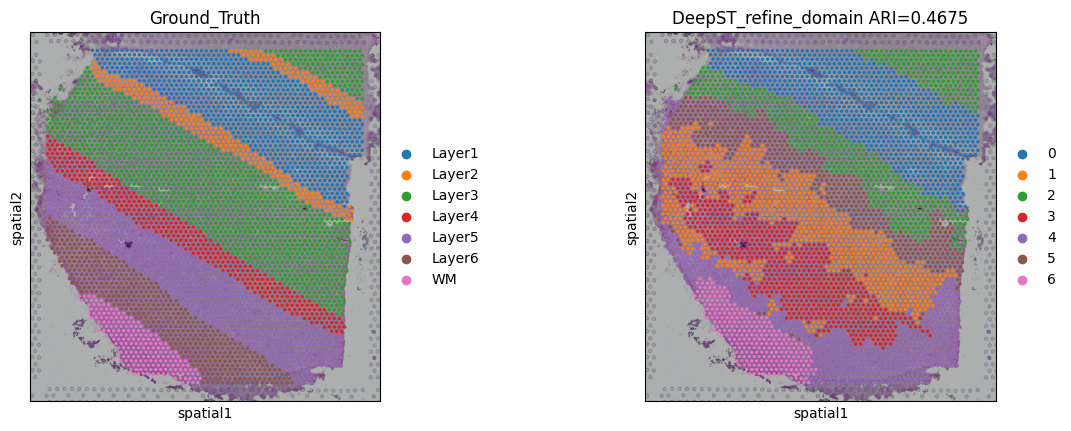 Ground_Truth
spatial2
spatial1
Layer1
Layer2
Layer3
Layer4
Layer5
Layer6
WM
DeepST_refine_domain ARI=0.4675
spatial2
spatial1
0
1
2
3
4
5
6